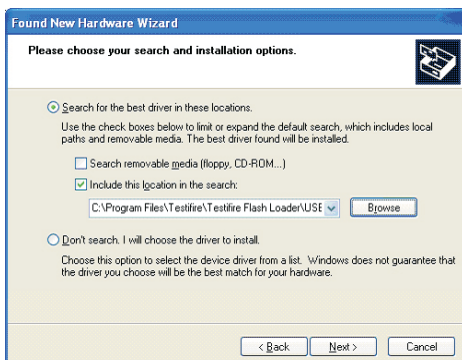 Found New Hardware Wizard
Please choose your search and installation options.
Search for the best driver in these locations.
Use the check boxes below to limit or expand the default search, which includes local
paths and removable media. The best driver found will be installed.
Search removable media (floppy, CD-ROM...)
Include this location in the search:
C:\Program Files\Testifire\Testifire Flash Loader\USE
Browse
Don't search. I will choose the driver to install.
Choose this option to select the device driver from a list. Windows does not guarantee that
the driver you choose will be the best match for your hardware.
< Back
Next >
Cancel